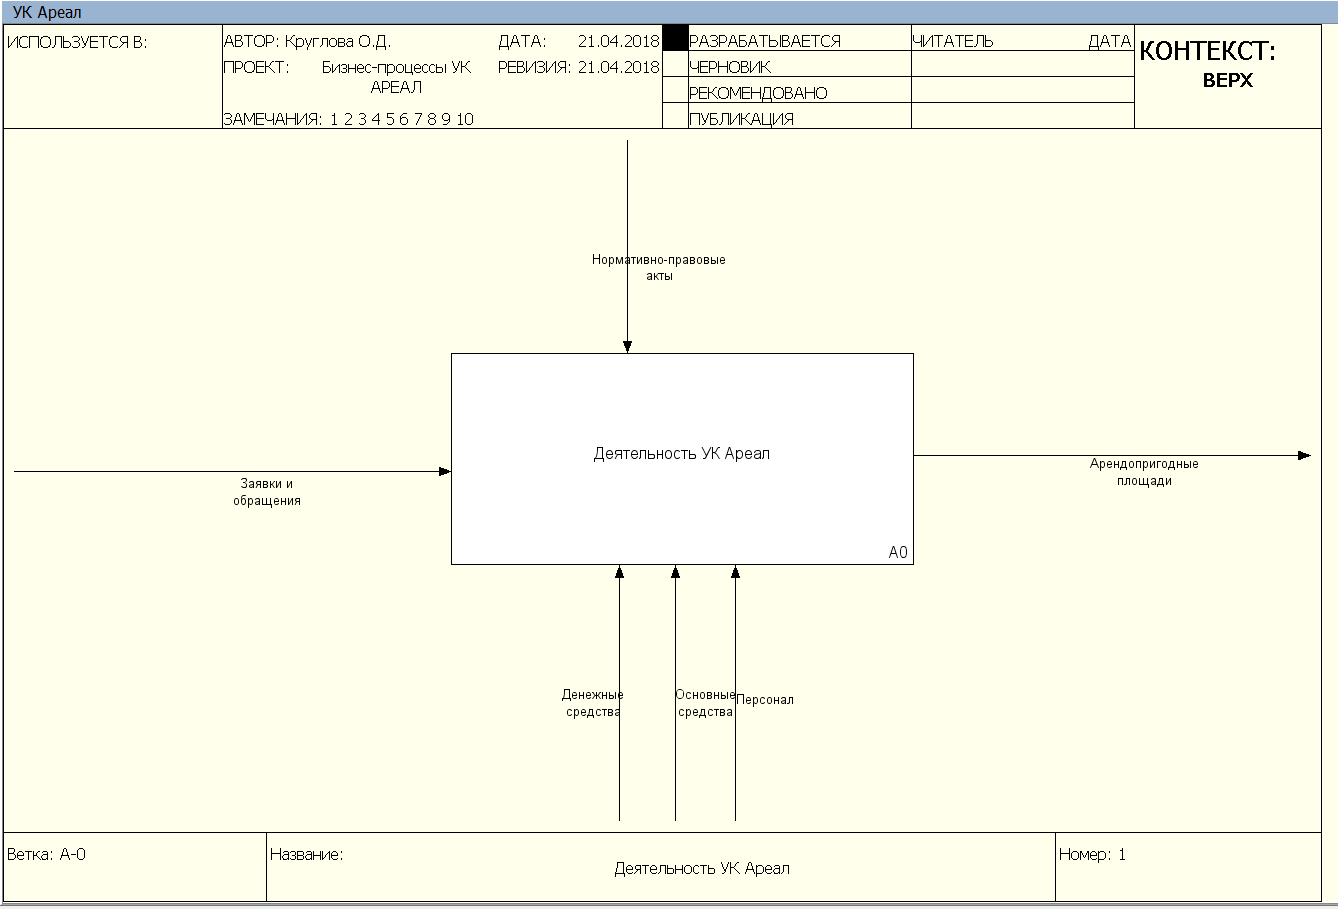 УК Ареал
ИСПОЛЬЗУЕТСЯ В:
АВТОР: Круглова О.Д.
ДАТА: 21.04.2018
ПРОЕКТ: Бизнес-процессы УК
АРЕАЛ
РЕВИЗИЯ: 21.04.2018
ЗАМЕЧАНИЯ: 1 2 3 4 5 6 7 8 9 10
РАЗРАБАТЫВАЕТСЯ
ЧЕРНОВИК
РЕКОМЕНДОВАНО
ПУБЛИКАЦИЯ
ЧИТАТЕЛЬ ДАТА
КОНТЕКСТ:
ВЕРХ
Нормативно-правовые
акты
Деятельность УК Ареал
A0
Заявки и
обращения
Арендопригодные
площади
Денежные
средства
Основные
средства
Персонал
Ветка: A-0
Название:
Деятельность УК Ареал
Номер: 1